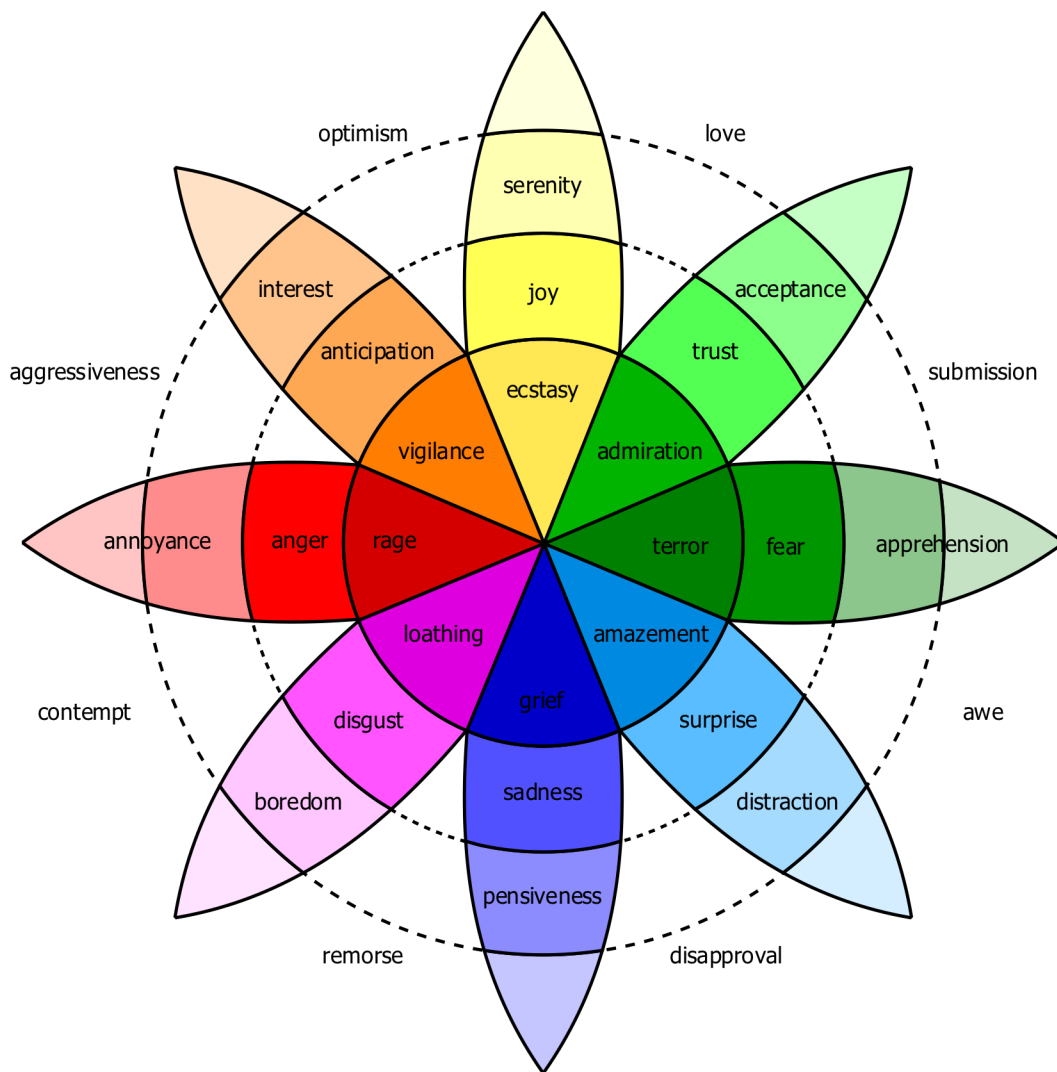 optimism
love
serenity
interest
joy
acceptance
anticipation
trust
aggressiveness
submission
ecstasy
vigilance
admiration
annoyance
anger
rage
terror
fear
apprehension
loathing
amazement
contempt
disgust
grief
surprise
awe
boredom
sadness
distraction
pensiveness
remorse
disapproval